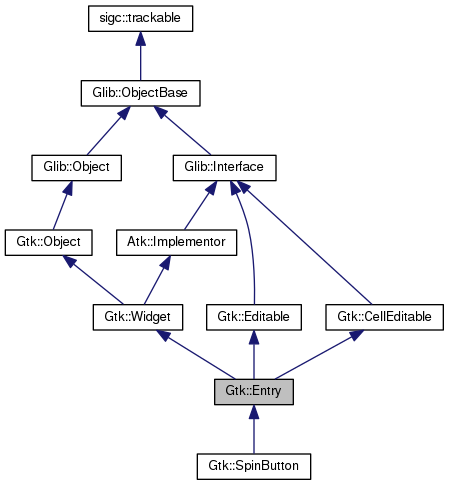 sigc::trackable
Glib::ObjectBase
Glib::Object
Glib::Interface
Gtk::Object
Atk::Implementor
Gtk::Widget
Gtk::Editable
Gtk::CellEditable
Gtk::Entry
Gtk::SpinButton